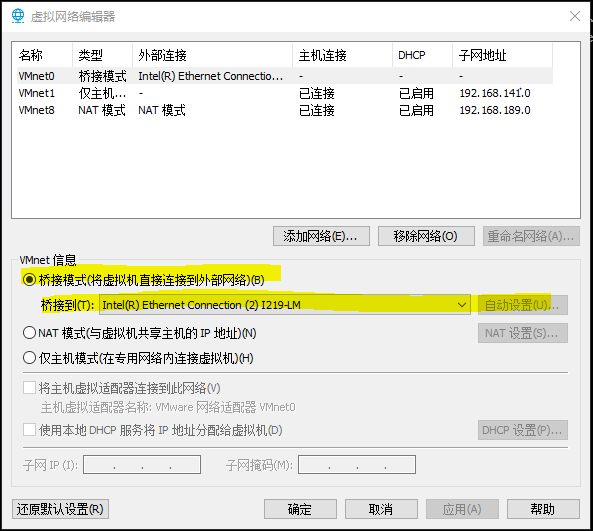 虚拟网络编辑器
名称 类型 外部连接 主机连接 DHCP 子网地址
VMnet0 桥接模式 Intel(R) Ethernet Connectio... - - -
VMnet1 仅主机... - 已连接 已启用 192.168.141.0
VMnet8 NAT 模式 NAT 模式 已连接 已启用 192.168.189.0
添加网络(E)... 移除网络(O) 重命名网络(A)...
VMnet 信息
桥接模式(将虚拟机直接连接到外部网络)(B)
桥接到(T): Intel(R) Ethernet Connection (2) I219-LM 自动设置(U)...
NAT 模式(与虚拟机共享主机的 IP 地址)(N) NAT 设置(S)...
仅主机模式(在专用网络内连接虚拟机)(H)
将主机虚拟适配器连接到此网络(V)
主机虚拟适配器名称: VMware 网络适配器 VMnet0
使用本地 DHCP 服务将 IP 地址分配给虚拟机(D) DHCP 设置(P)...
子网 IP (I): . . . 子网掩码(M): . . .
还原默认设置(R) 确定 取消 应用(A) 帮助